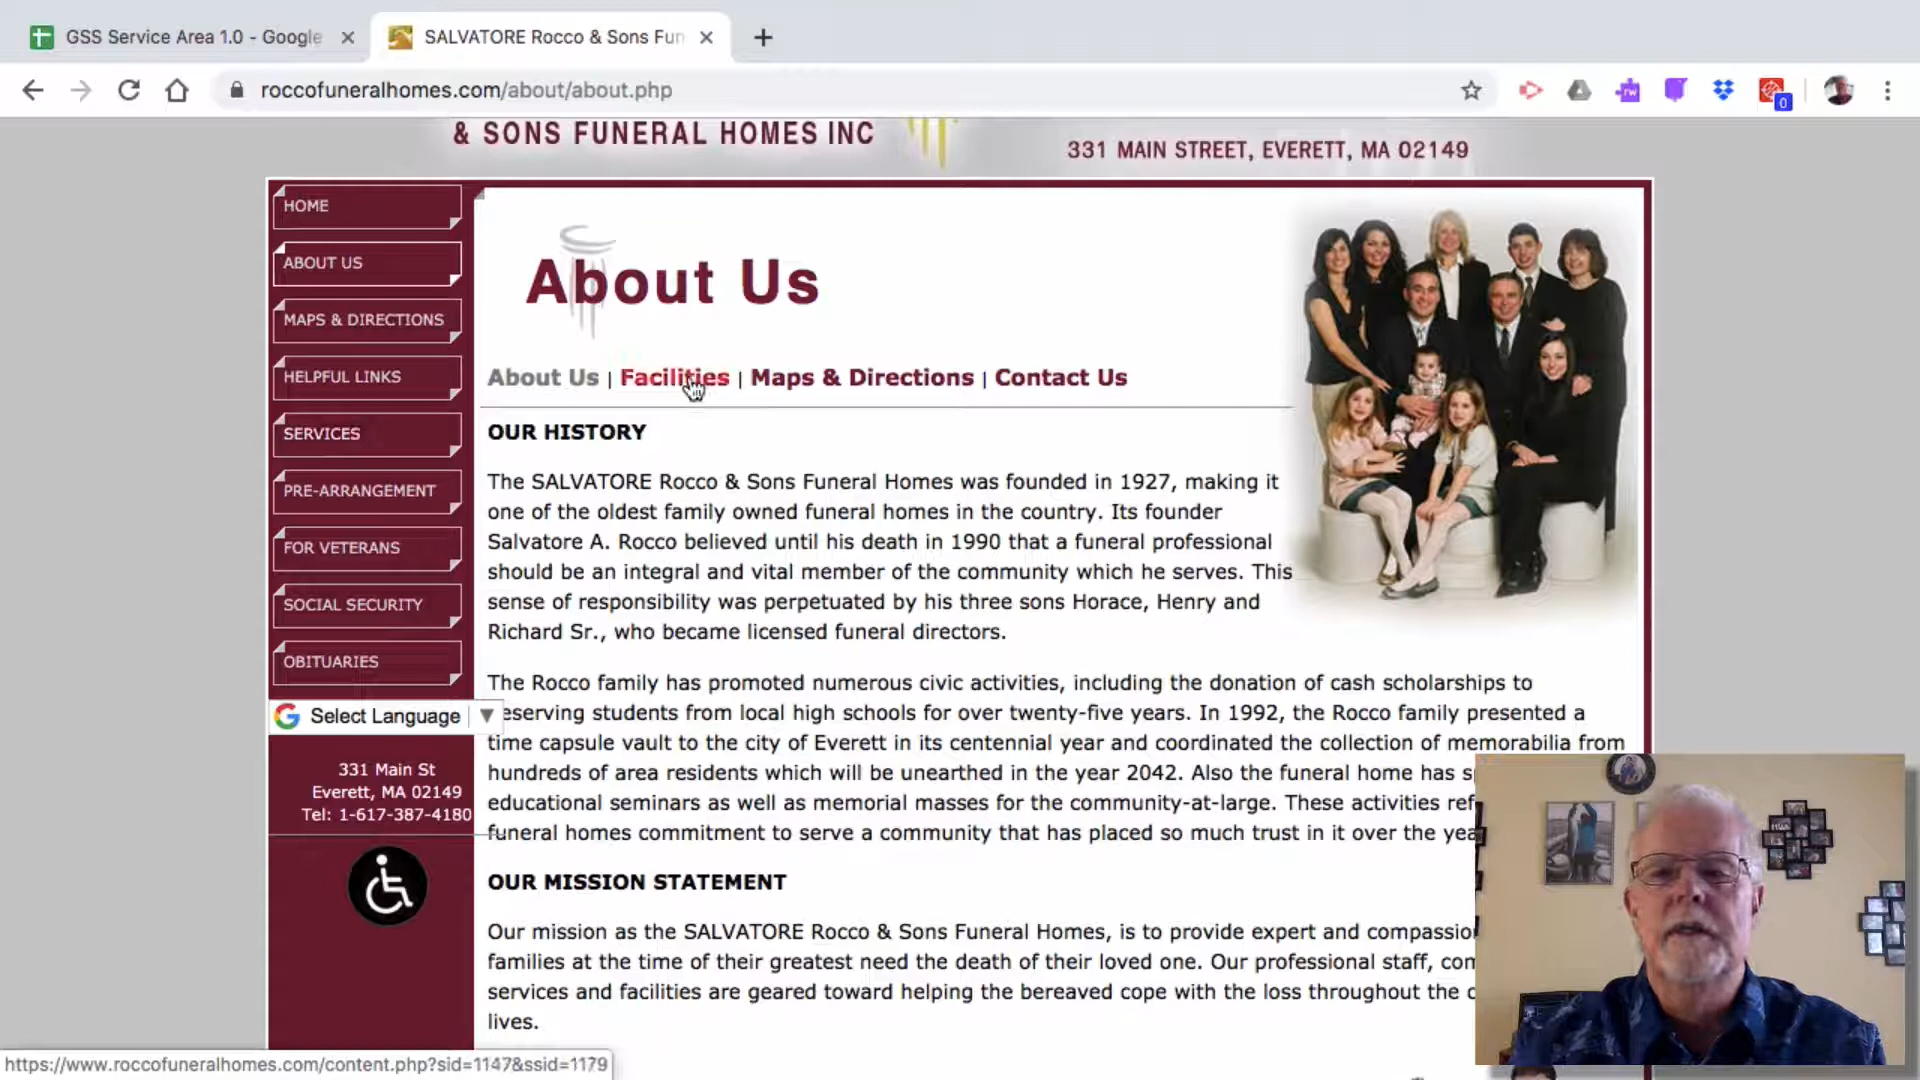 GSS Service Area 1.0 - Google
SALVATORE Rocco & Sons Fun
roccofuneralhomes.com/about/about.php
rw
0
& SONS FUNERAL HOMES INC
331 MAIN STREET, EVERETT, MA 02149
HOME
ABOUT US
MAPS & DIRECTIONS
HELPFUL LINKS
SERVICES
PRE-ARRANGEMENT
FOR VETERANS
SOCIAL SECURITY
OBITUARIES
Select Language
331 Main St
Everett, MA 02149
Tel: 1-617-387-4180
About Us
About Us | Facilities | Maps & Directions | Contact Us
OUR HISTORY
The SALVATORE Rocco & Sons Funeral Homes was founded in 1927, making it
one of the oldest family owned funeral homes in the country. Its founder
Salvatore A. Rocco believed until his death in 1990 that a funeral professional
should be an integral and vital member of the community which he serves. This
sense of responsibility was perpetuated by his three sons Horace, Henry and
Richard Sr., who became licensed funeral directors.
The Rocco family has promoted numerous civic activities, including the donation of cash scholarships to
eserving students from local high schools for over twenty-five years. In 1992, the Rocco family presented a
time capsule vault to the city of Everett in its centennial year and coordinated the collection of memorabilia from
hundreds of area residents which will be unearthed in the year 2042. Also the funeral home has s
educational seminars as well as memorial masses for the community-at-large. These activities ref
funeral homes commitment to serve a community that has placed so much trust in it over the yea
OUR MISSION STATEMENT
Our mission as the SALVATORE Rocco & Sons Funeral Homes, is to provide expert and compassio
families at the time of their greatest need the death of their loved one. Our professional staff, com
services and facilities are geared toward helping the bereaved cope with the loss throughout the c
lives.
https://www.roccofuneralhomes.com/content.php?sid=1147&ssid=1179